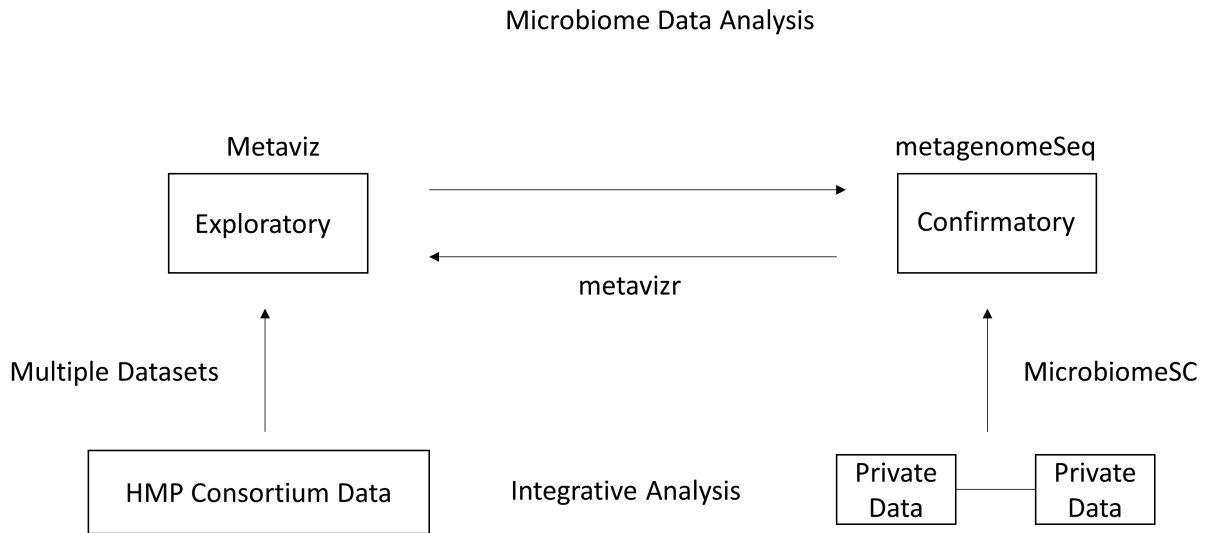 Microbiome Data Analysis
Metaviz
metagenomeSeq
Exploratory
Confirmatory
metavizr
Multiple Datasets
MicrobiomeSC
HMP Consortium Data
Integrative Analysis
Private
Data
Private
Data